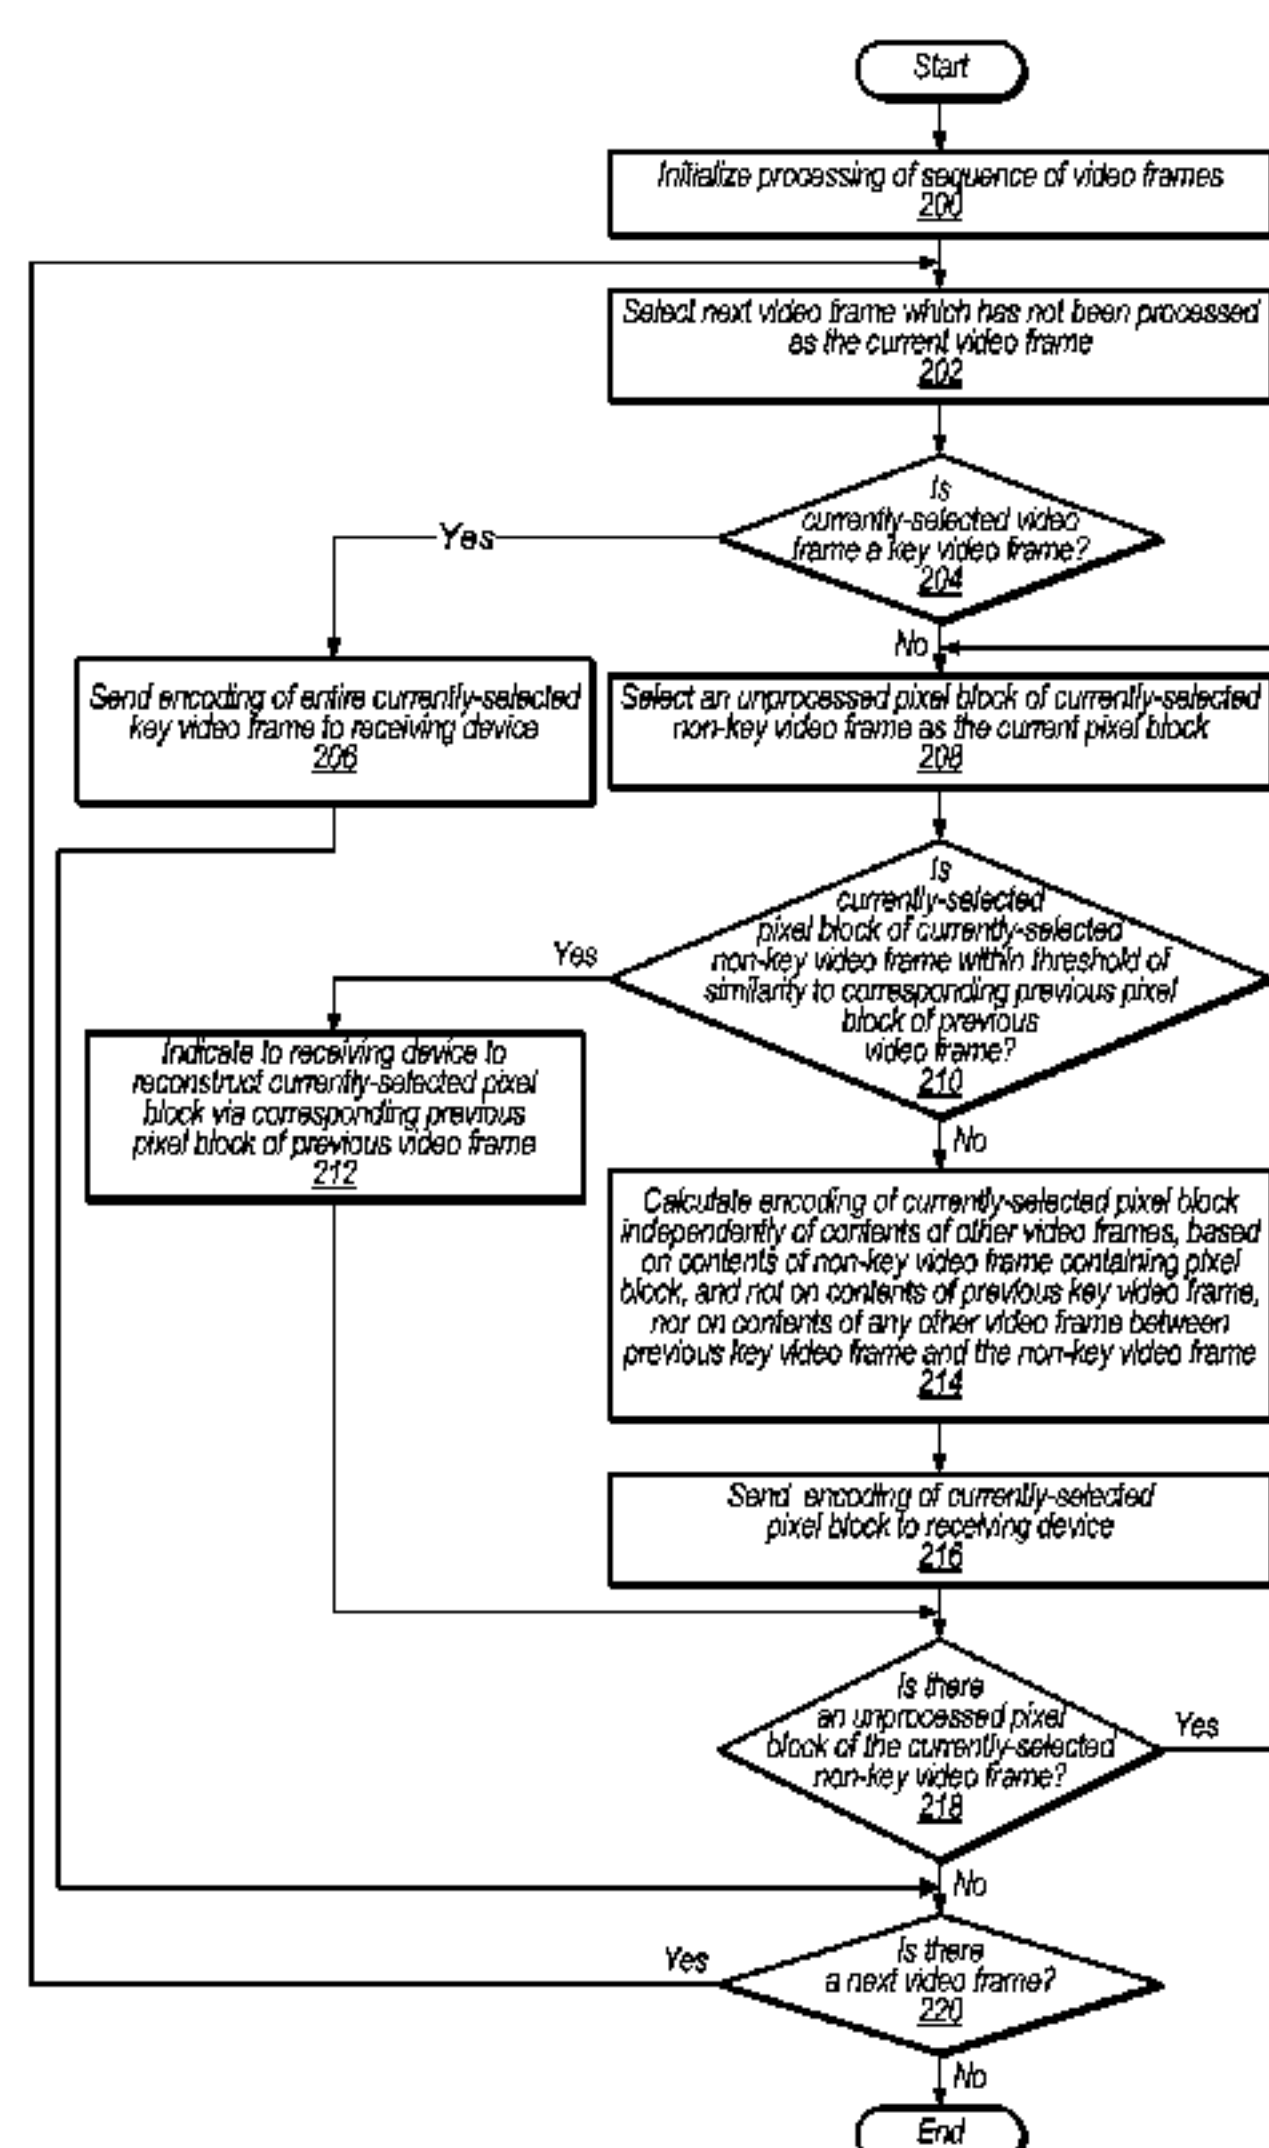 Start
Initialize processing of sequence of video frames
200
Select next video frame which has not been processed
as the current video frame
202
Is
currently-selected video
frame a key video frame?
204
Yes
No
Send encoding of entire currently-selected
key video frame to receiving device
206
Select an unprocessed pixel block of currently-selected
non-key video frame as the current pixel block
208
Is
currently-selected
pixel block of currently-selected
non-key video frame within threshold of
similarity to corresponding previous pixel
block of previous
video frame?
210
Yes
No
Indicate to receiving device to
reconstruct currently-selected pixel
block via corresponding previous
pixel block of previous video frame
212
Calculate encoding of currently-selected pixel block
independently of contents of other video frames, based
on contents of non-key video frame containing pixel
block, and not on contents of previous key video frame,
nor on contents of any other video frame between
previous key video frame and the non-key video frame
214
Send encoding of currently-selected
pixel block to receiving device
216
Is there
an unprocessed pixel
block of the currently-selected
non-key video frame?
218
Yes
No
Is there
a next video frame?
220
Yes
No
End